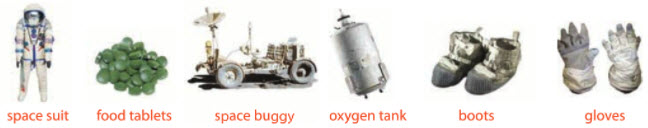 space suit food tablets space buggy oxygen tank boots gloves